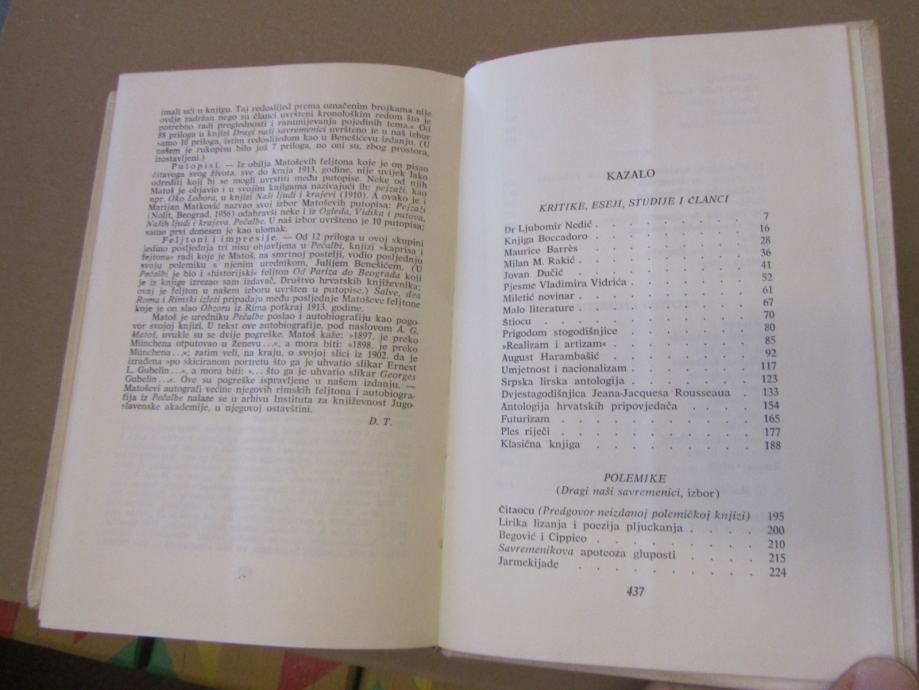 imali ući u knjigu. Taj redoslijed prema označenim brojkama nije
ovdje zadržan nego su članci uvršteni kronološkim redom što je
potrebno radi preglednosti i razumijevanja pojedinih tema.« Od
38 priloga u knjizi Dragi naši savremenici uvršteno je u naš izbor
samo 10 priloga, istim redoslijedom kao u Benešićevu izdanju. (U
našem je rukopisu bilo još 7 priloga, no oni su, zbog prostora,
izostavljeni.)
Putopisi. — Iz obilja Matoševih feljtona koje je on pisao
čitavoga svog života, sve do kraja 1913. godine, nije uvijek lako
odrediti koji bi se mogli uvrstiti među putopise. Neke od njih
Matoš je objavio i u svojim knjigama nazivajući ih: pejzaži, kau
apr. Oko Lobora, u knjizi Naši ljudi i krajevi (1910). A ovako je i
Marijan Matković nazvao svoj izbor Matoševih putopisa: Pejzaži
(Nolit, Beograd, 1956) odabravši neke i iz Ogleda, Vidika i putova,
Naših ljudi i krajeva, Pečalbe. U naš izbor uvršteno je 10 putopisa;
samo prvi donesen je kao ulomak.
Feljtoni i impresije. — Od 12 priloga u ovoj skupini
jedino posljednja tri nisu objavljena u Pečalbi, knjizi »kaprisa i
feljtona« radi koje je Matoš, na smrtnoj postelji, vodio posljednju
svoju polemiku s njenim urednikom, Julijem Benešićem. (U
Pečalbi je bio i »historijski« feljton Od Pariza do Beograda koji
je iz knjige izrezao sam izdavač, Društvo hrvatskih književnika;
ovaj je feljton u našem izboru uvršten u putopise.) Salve, dea
Roma i Rimski izleti pripadaju među posljednje Matoševe feljtone
koje je on slao Obzoru iz Rima potkraj 1913. godine.
Matoš je uredniku Pečalbe poslao i autobiografiju kao pogo-
vor svojoj knjizi. U tekst ove autobiografije, pod naslovom A. G.
Matoš, uvukle su se dvije pogreške. Matoš kaže: »1897, je preko
Münchena otputovao u Ženevu...«, a mora biti: »1898, je preko
Münchena...«; zatim veli, na kraju, o svojoj slici iz 1902, da je
izrađena »po skiciranom portretu što ga je uhvatio slikar Ernest
L. Gubelin...«, a mora biti: »... što ga je uhvatio slikar Georges
Gubelin...«. Ove su pogreške ispravljene u našem izdanju. —
Matoševi autografi većine njegovih rimskih feljtona i autobiogra-
fija iz Pečalbe nalaze se u arhivu Instituta za književnost Jugo-
slavenske akademije, u njegovoj ostavštini.
D. T.
KAZALO
KRITIKE, ESEJI, STUDIJE I ČLANCI
Dr Ljubomir Nedić . . . . . . . . 7
Knjiga Boccadoro . . . . . . . . 16
Maurice Barrès . . . . . . . . 28
Milan M. Rakić . . . . . . . . 36
Jovan Dučić . . . . . . . . 41
Pjesme Vladimira Vidrića . . . . . . 52
Miletić novinar . . . . . . . . 61
Malo literature . . . . . . . . 67
Štiocu . . . . . . . . 70
Prigodom stogodišnjice . . . . . . 80
»Realizam i artizam« . . . . . . 85
August Harambašić . . . . . . 92
Umjetnost i nacionalizam . . . . . . 117
Srpska lirska antologija . . . . . . 123
Dvjestagodišnjica Jeana-Jacquesa Rousseaua . 133
Antologija hrvatskih pripovjedača . . . . 154
Futurizam . . . . . . . . 165
Ples riječi . . . . . . . . 177
Klasična knjiga . . . . . . . . 188
POLEMIKE
(Dragi naši savremenici, izbor)
Čitaocu (Predgovor neizdanoj polemičkoj knjizi) 195
Lirika lizanja i poezija pljuckanja . . . . 200
Begović i Cippico . . . . . . . . 210
Savremenikova apoteoza gluposti . . . . 215
Jarmekijade . . . . . . . . 224
437